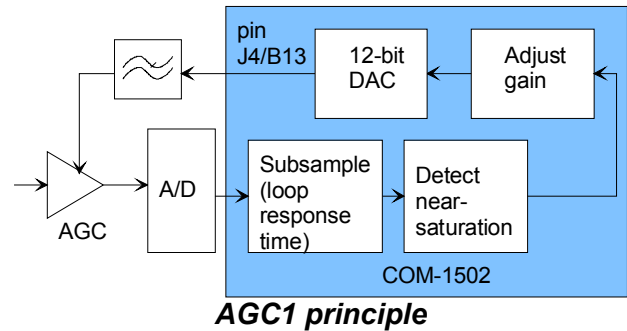 pin
J4/B13
12-bit
DAC
Adjust
gain
AGC
A/D
Subsample
(loop
response
time)
Detect
near-
saturation
COM-1502
AGC1 principle